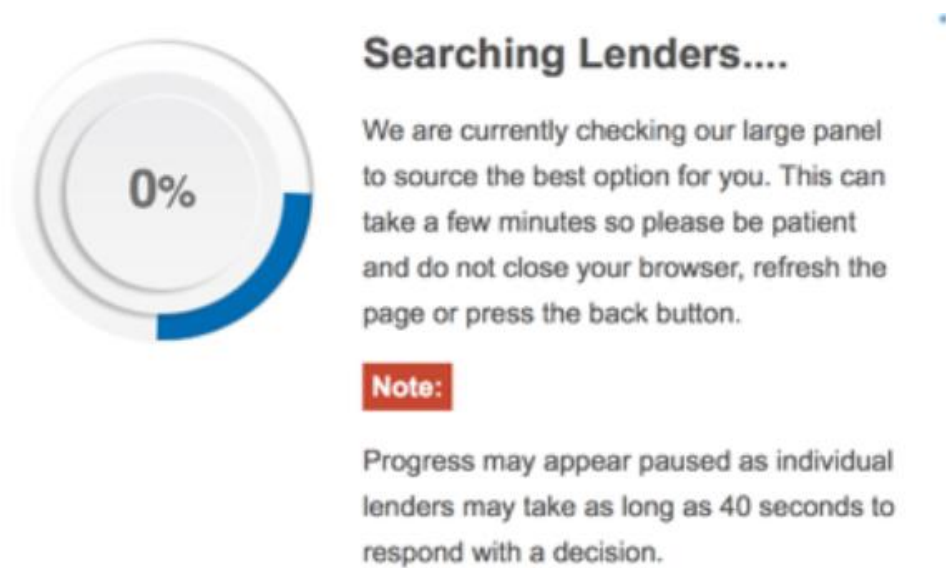 0%
Searching Lenders....
We are currently checking our large panel
to source the best option for you. This can
take a few minutes so please be patient
and do not close your browser, refresh the
page or press the back button.
Note:
Progress may appear paused as individual
lenders may take as long as 40 seconds to
respond with a decision.